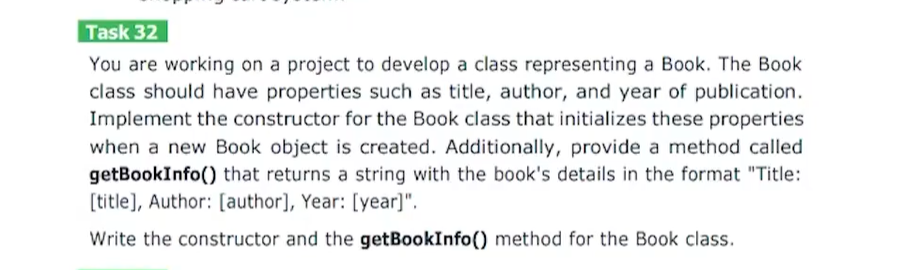 Task 32
You are working on a project to develop a class representing a Book. The Book
class should have properties such as title, author, and year of publication.
Implement the constructor for the Book class that initializes these properties
when a new Book object is created. Additionally, provide a method called
getBookInfo() that returns a string with the book's details in the format "Title:
[title], Author: [author], Year: [year]".
Write the constructor and the getBookInfo() method for the Book class.